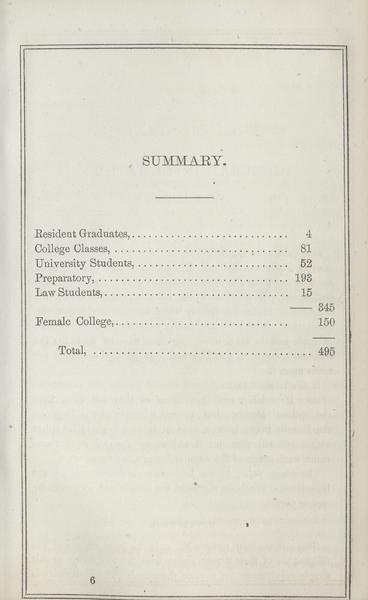 SUMMARY.
Resident Graduates,............................ 4
College Classes, ............................... 81
University Students, ........................... 52
Preparatory, ................................... 193
Law Students,.................................. 15
345
Female College,............................... 150
Total, ....................................... 495
6